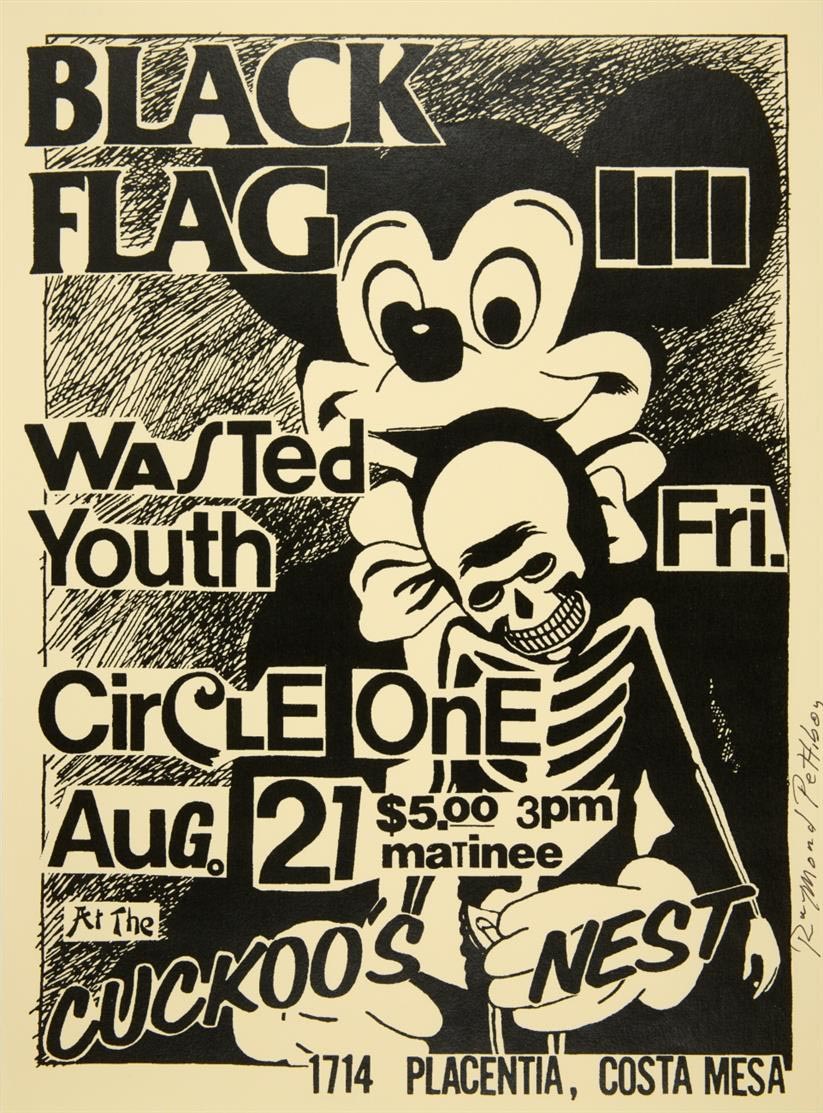 BLACK
FLAG
WASTed
Youth
Fri.
CirCLE OnE
AuG. 21 $5.00 3pm
maTinee
At The
CUCKOO'S NEST
1714 PLACENTIA, COSTA MESA
Raymond Pettibon